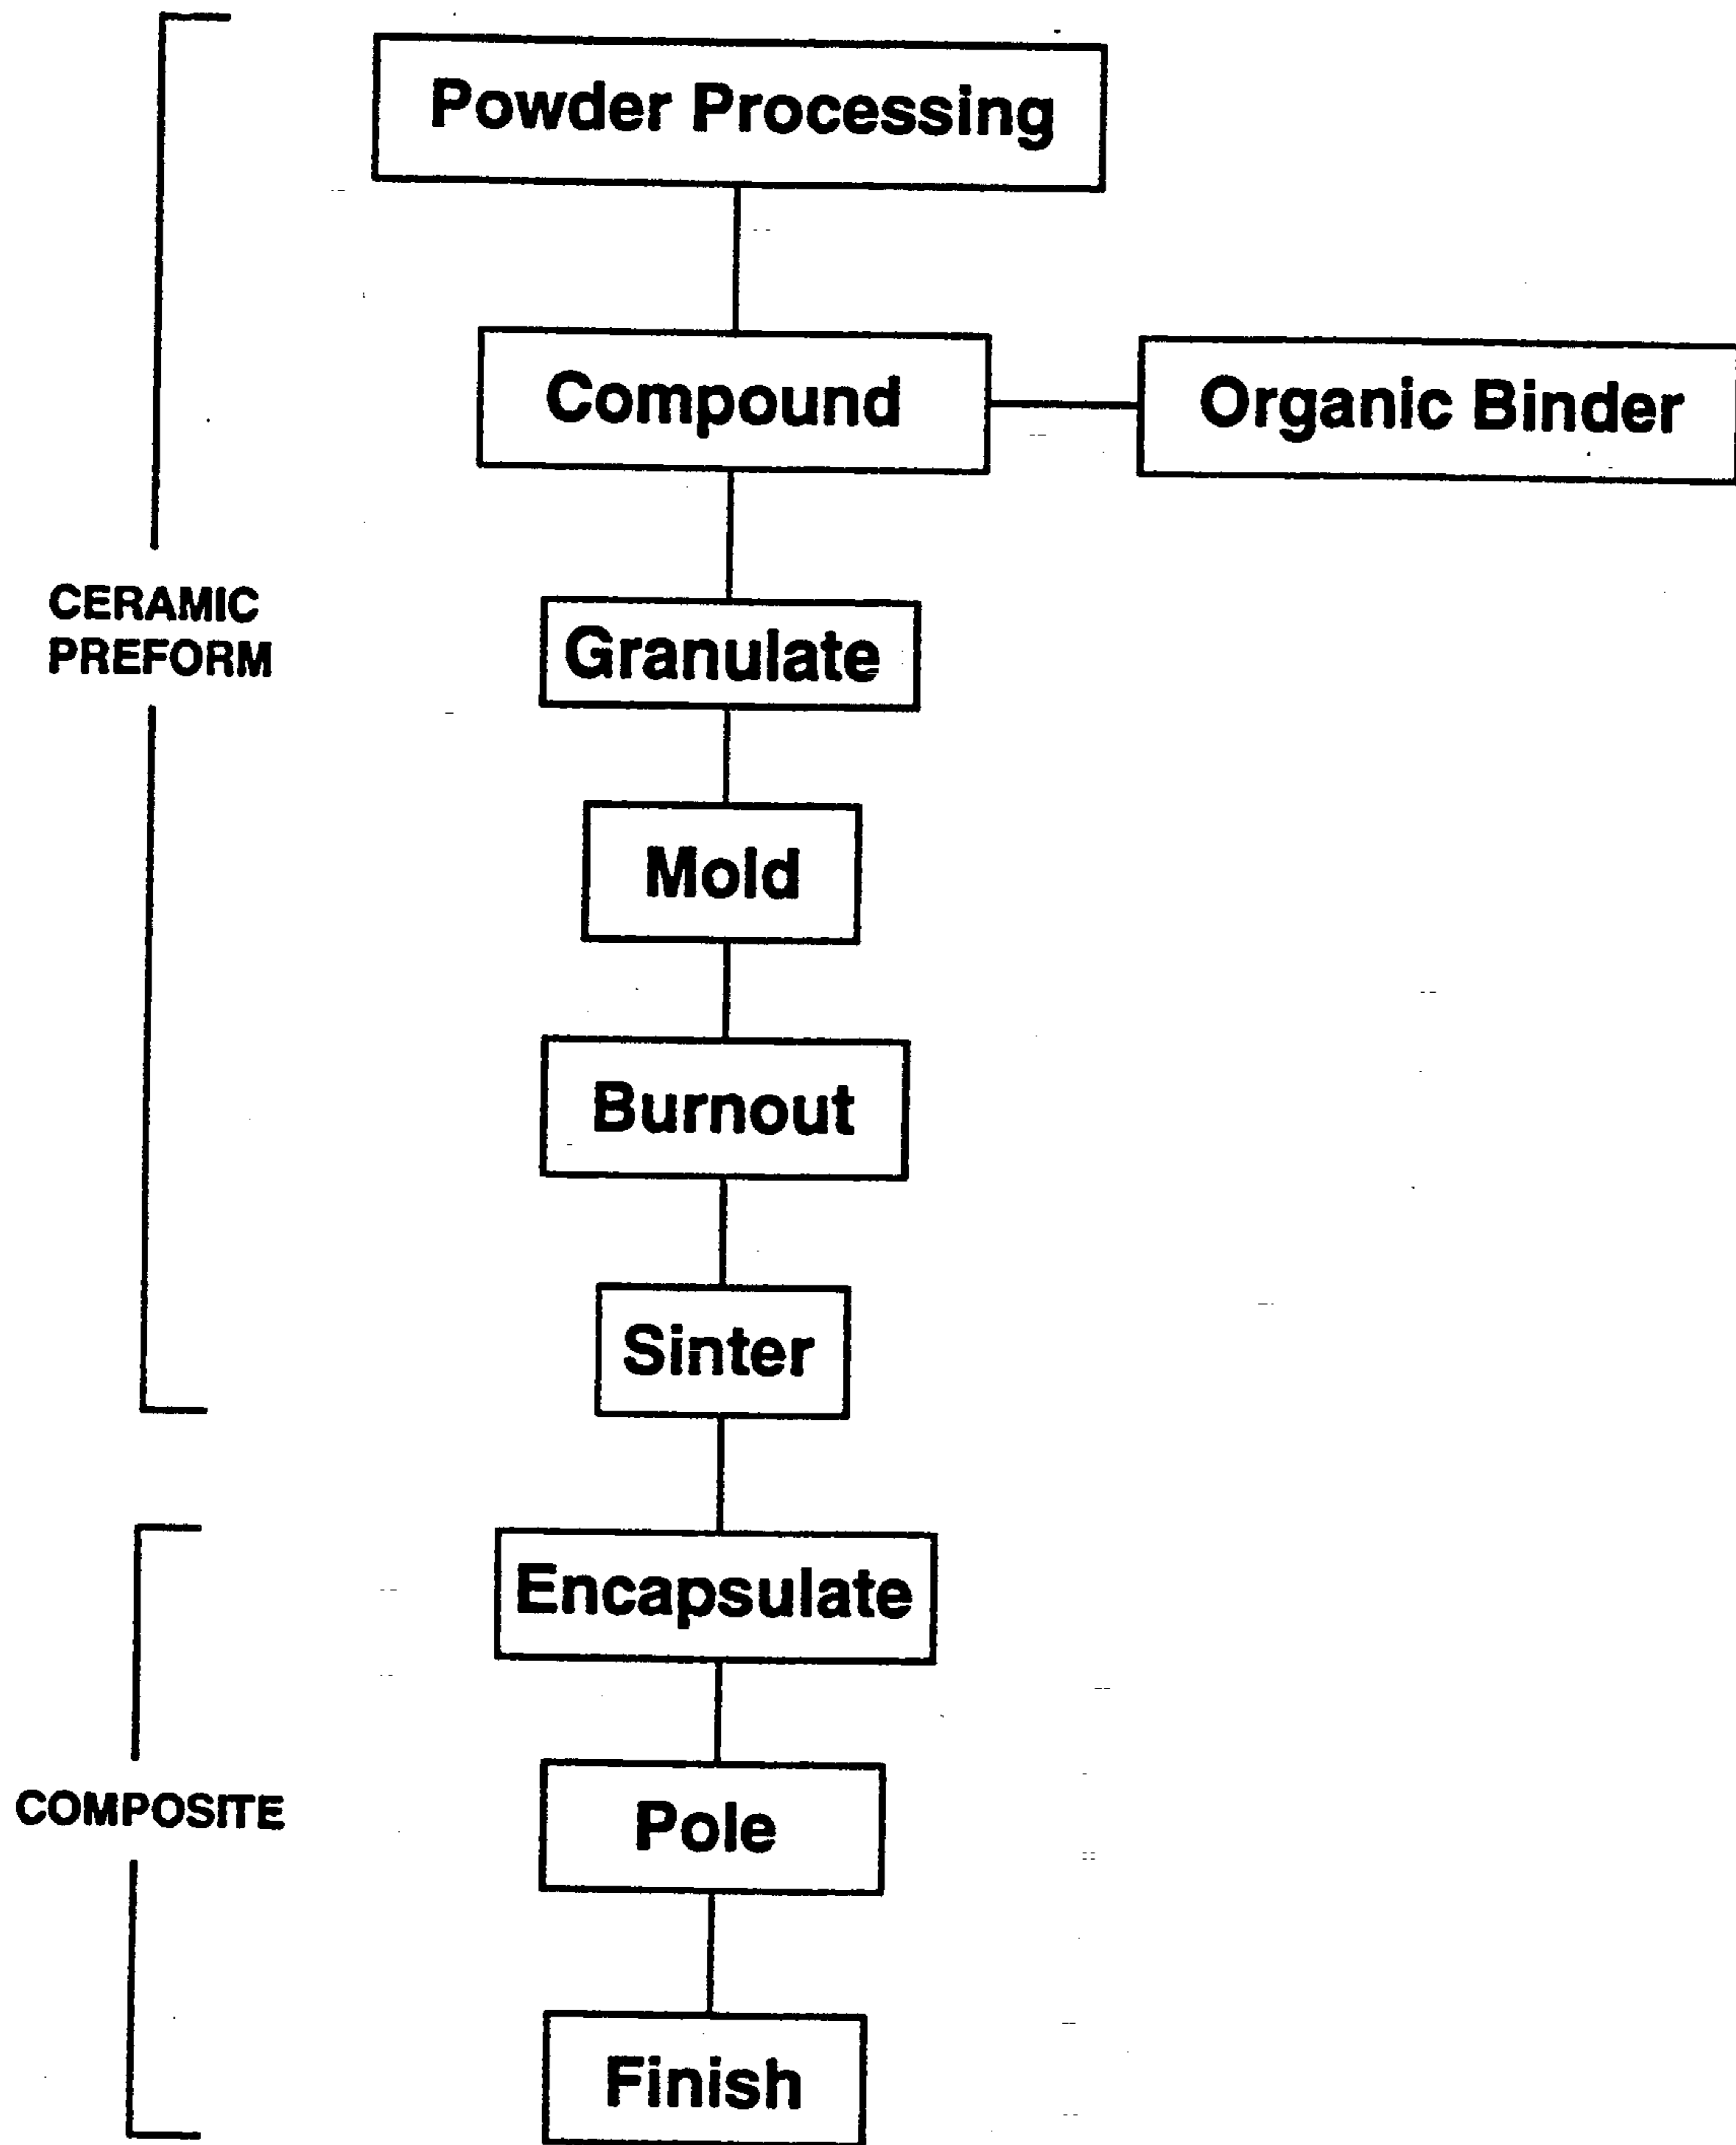 Powder Processing
Compound
Organic Binder
CERAMIC
PREFORM
Granulate
Mold
Burnout
Sinter
Encapsulate
COMPOSITE
Pole
Finish